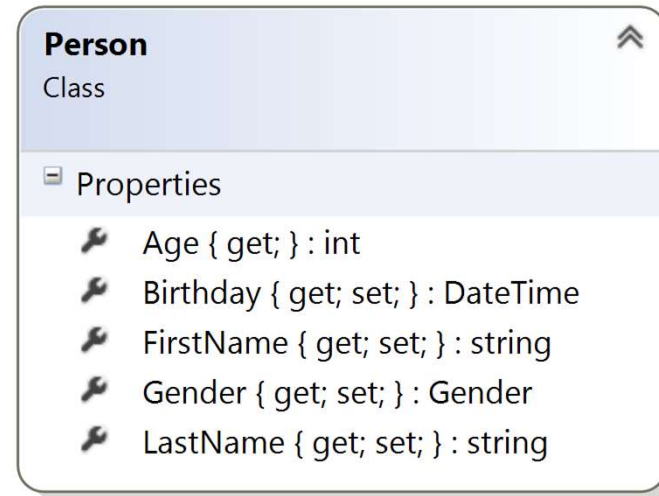 Person
Class
Properties
Age { get; } : int
Birthday { get; set; } : DateTime
FirstName { get; set; } : string
Gender { get; set; } : Gender
LastName { get; set; } : string